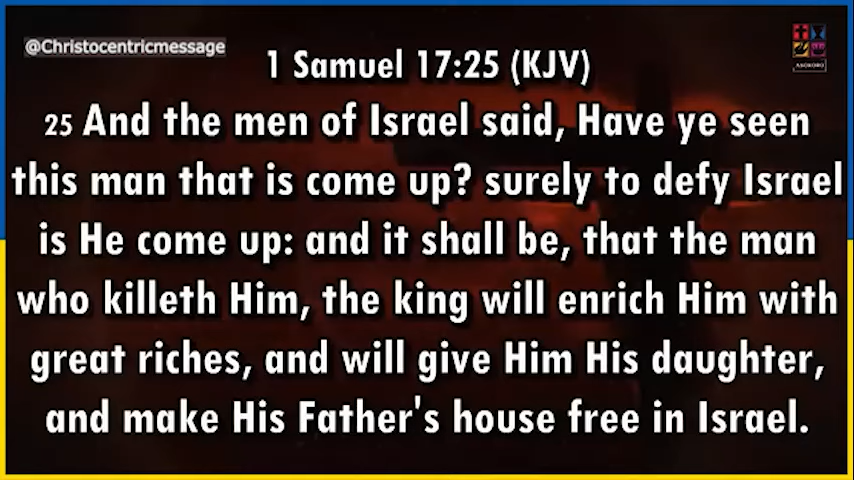 @Christocentricmessage
1 Samuel 17:25 (KJV)
25 And the men of Israel said, Have ye seen
this man that is come up? surely to defy Israel
is He come up: and it shall be, that the man
who killeth Him, the king will enrich Him with
great riches, and will give Him His daughter,
and make His Father's house free in Israel.
ASOKORO